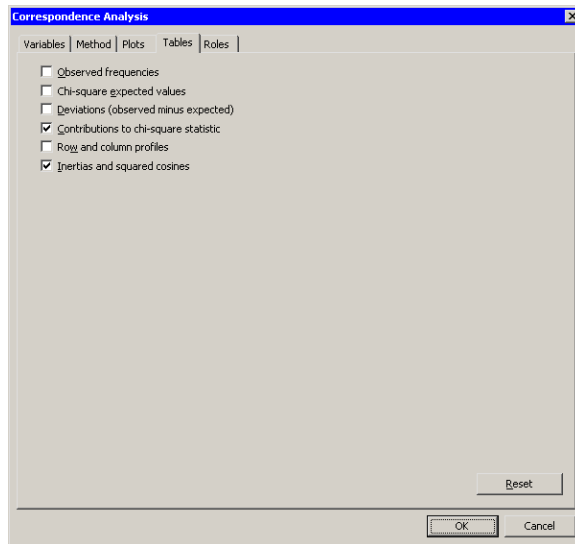 Correspondence Analysis
Variables Method Plots Tables Roles
Observed frequencies
Chi-square expected values
Deviations (observed minus expected)
Contributions to chi-square statistic
Row and column profiles
Inertias and squared cosines
Reset
OK Cancel